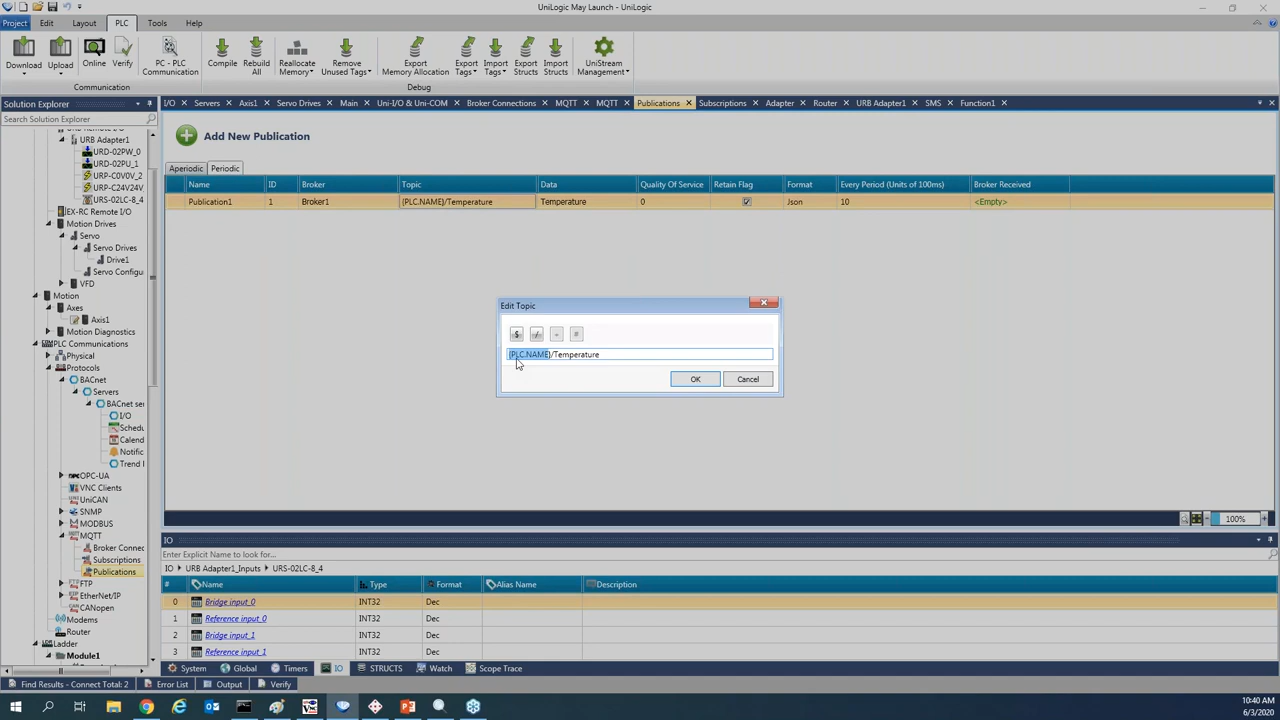 UniLogic May Launch - UniLogic
Project Edit Layout PLC Tools Help
Download Upload Online Verify PC - PLC Communication Compile Rebuild All Reallocate Memory Remove Unused Tags Export Memory Allocation Export Tags Import Tags Export Structs Import Structs UniStream Management
Communication Debug
Solution Explorer
Search Solution Explorer
I/O Servers Axis1 Servo Drives Main Uni-I/O & Uni-COM Broker Connections MQTT MQTT Publications Subscriptions Adapter Router URB Adapter1 SMS Function1
URB Adapter1
URD-02PW_0
URD-02PU_1
URP-C0V0V_2
URP-C24V24V_
URS-02LC-8_4
EX-RC Remote I/O
Motion Drives
Servo
Servo Drives
Drive1
Servo Configu
VFD
Motion
Axes
Axis1
Motion Diagnostics
PLC Communications
Physical
Protocols
BACnet
Servers
BACnet ser
I/O
Schedu
Calend
Notific
Trend l
OPC-UA
VNC Clients
UniCAN
SNMP
MODBUS
MQTT
Broker Connec
Subscriptions
Publications
FTP
EtherNet/IP
CANopen
Modems
Router
Ladder
Module1
Add New Publication
Aperiodic Periodic
Name ID Broker Topic Data Quality Of Service Retain Flag Format Every Period (Units of 100ms) Broker Received
Publication1 1 Broker1 {PLC.NAME}/Temperature Temperature 0 Json 10 <Empty>
Edit Topic
$ / + #
{PLC.NAME}/Temperature
OK Cancel
100%
IO
Enter Explicit Name to look for...
IO URB Adapter1_Inputs URS-02LC-8_4
# Name Type Format Alias Name Description
0 Bridge input_0 INT32 Dec
1 Reference input_0 INT32 Dec
2 Bridge input_1 INT32 Dec
3 Reference input_1 INT32 Dec
System Global Timers IO STRUCTS Watch Scope Trace
Find Results - Connect Total: 2 Error List Output Verify
10:40 AM
6/3/2020